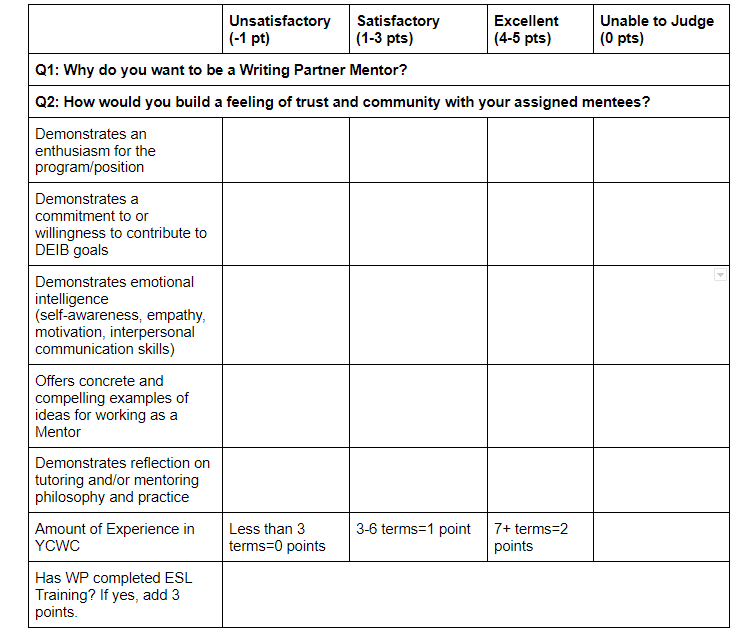 Unsatisfactory Satisfactory Excellent Unable to Judge
(-1 pt) (1-3 pts) (4-5 pts) (0 pts)
Q1: Why do you want to be a Writing Partner Mentor?
Q2: How would you build a feeling of trust and community with your assigned mentees?
Demonstrates an
enthusiasm for the
program/position
Demonstrates a
commitment to or
willingness to contribute to
DEIB goals
Demonstrates emotional
intelligence
(self-awareness, empathy,
motivation, interpersonal
communication skills)
Offers concrete and
compelling examples of
ideas for working as a
Mentor
Demonstrates reflection on
tutoring and/or mentoring
philosophy and practice
Amount of Experience in Less than 3 3-6 terms=1 point 7+ terms=2
YCWC terms=0 points points
Has WP completed ESL
Training? If yes, add 3
points.